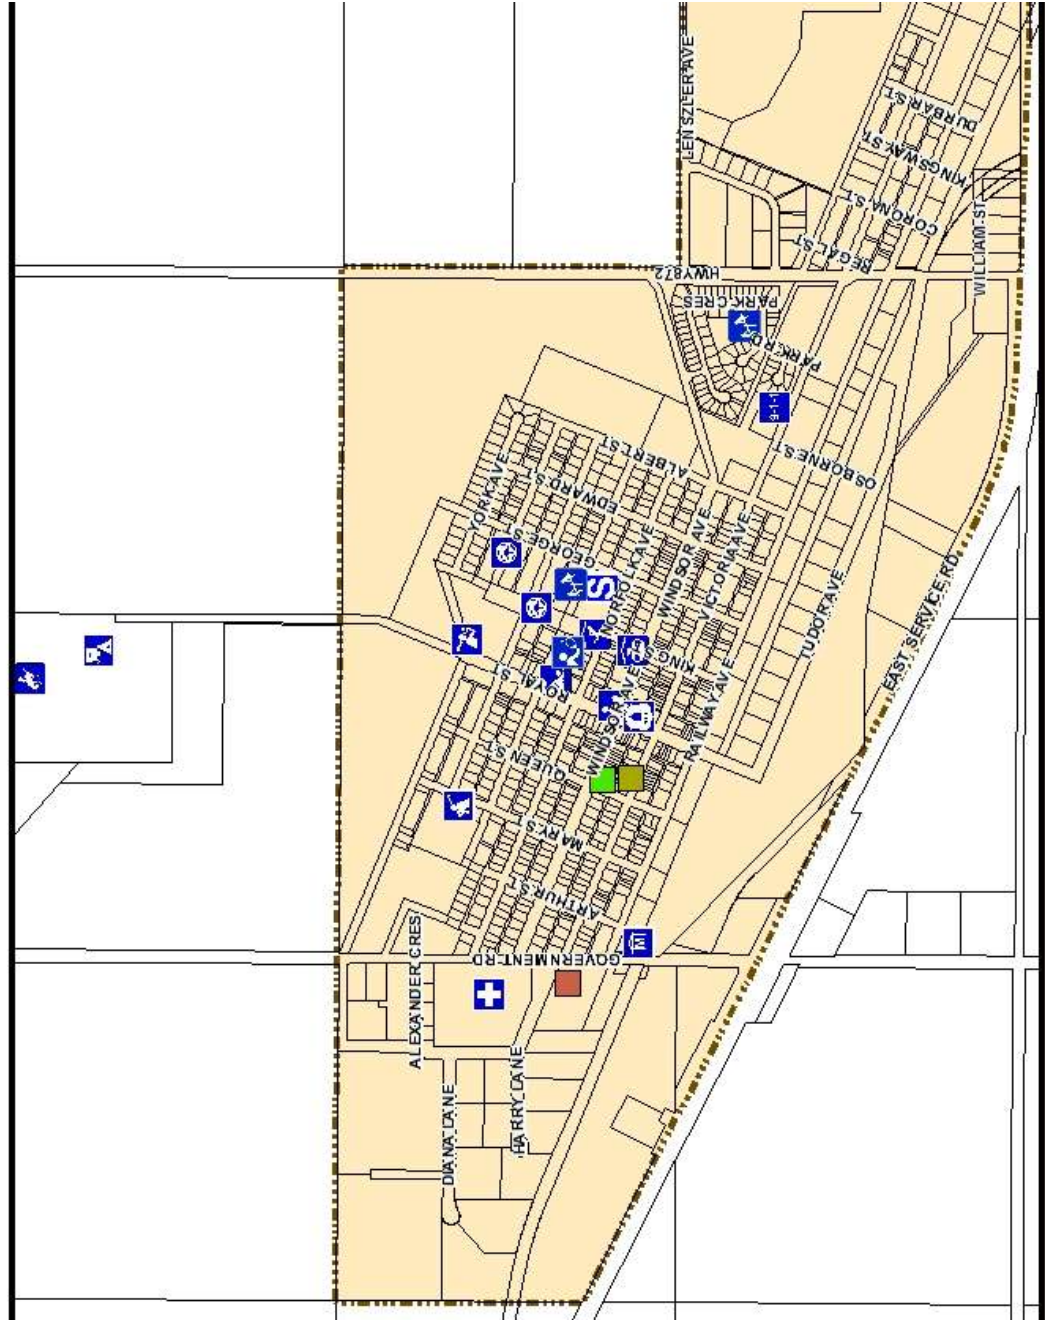 LENSZLER AVE
DURBAR ST
KINGSWAY ST
CORONA ST
WILLIAM ST
REGAL ST
HWY 872
PARK CRES
PARK RD
9-1-1
OSBORNE ST
ALBERT ST
EDWARD ST
YORK AVE
GEORGE ST
NORFOLK AVE
WINDSOR AVE
VICTORIA AVE
TUDOR AVE
EAST SERVICE RD
S
KING ST
ROYAL ST
WINDSOR AVE
RAILWAY AVE
QUEEN ST
MARY ST
ARTHUR ST
ALEXANDER CRES
GOVERNMENT RD
M
HARRY LANE
DIANA LANE